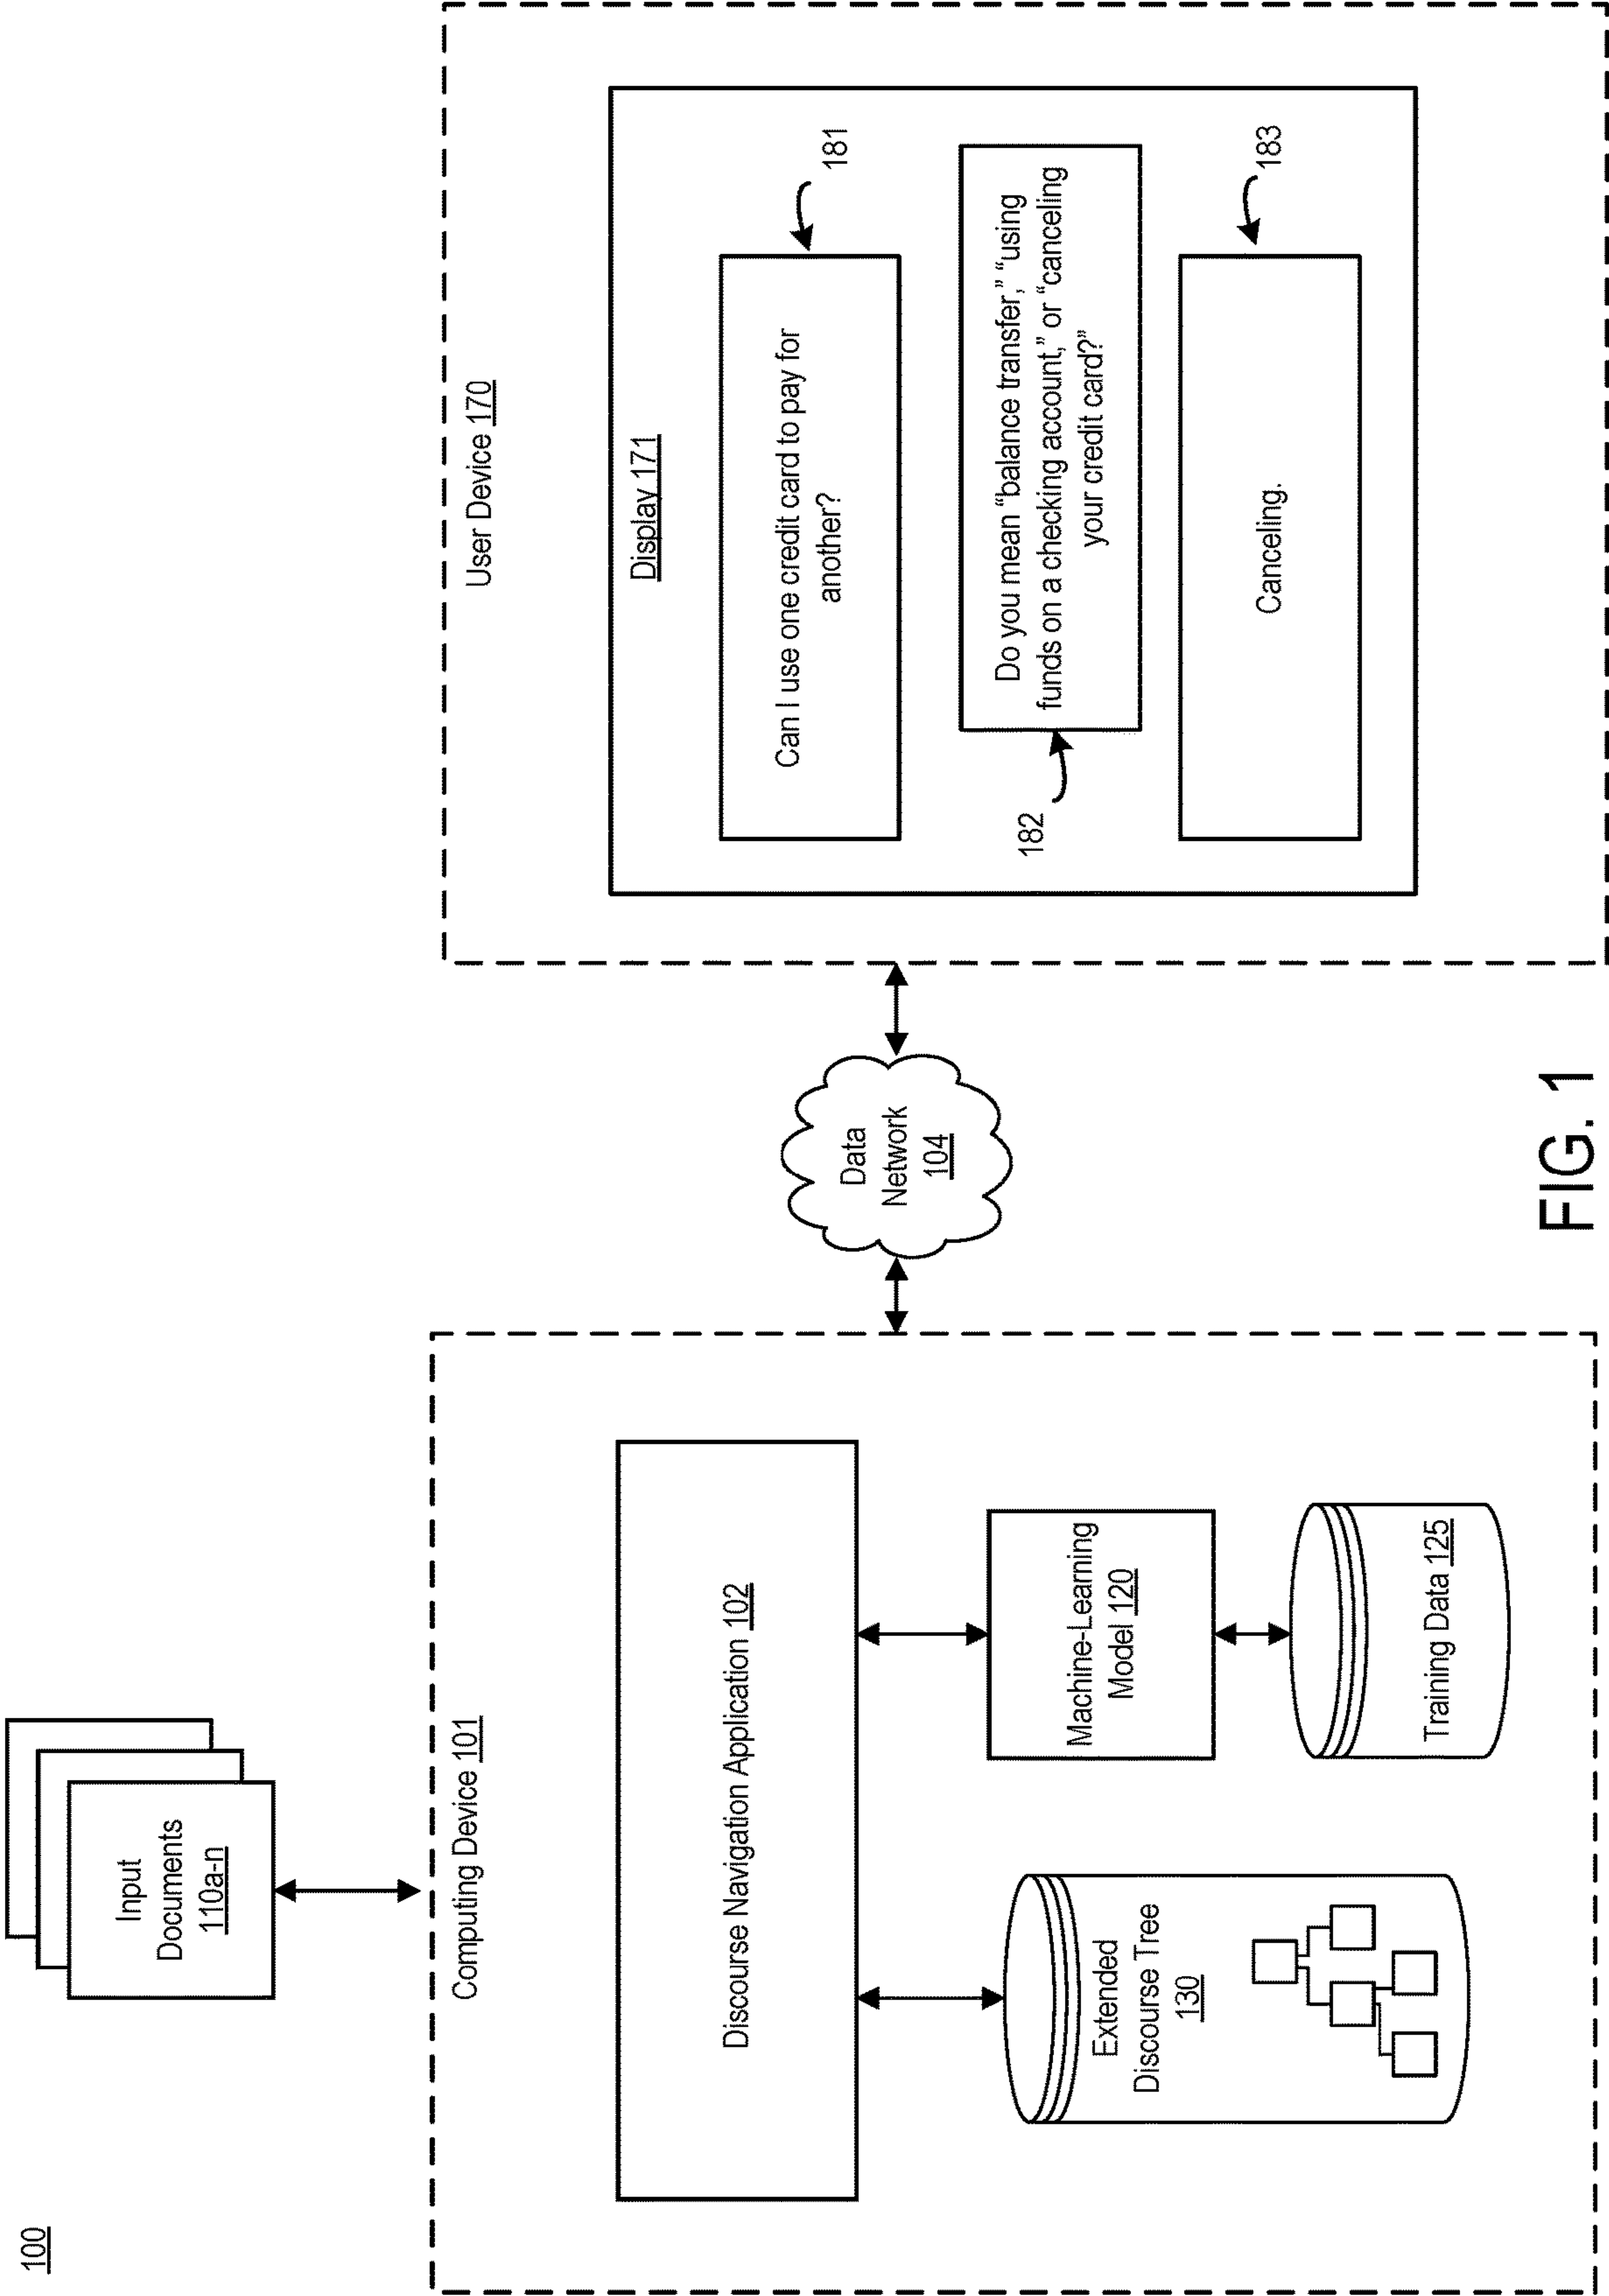 100
Input
Documents
110a-n
Computing Device 101
Discourse Navigation Application 102
Extended
Discourse Tree
130
Machine-Learning
Model 120
Training Data 125
Data
Network
104
User Device 170
Display 171
Can I use one credit card to pay for
another?
181
Do you mean “balance transfer,” “using
funds on a checking account,” or “canceling
your credit card?”
182
Canceling.
183
FIG. 1